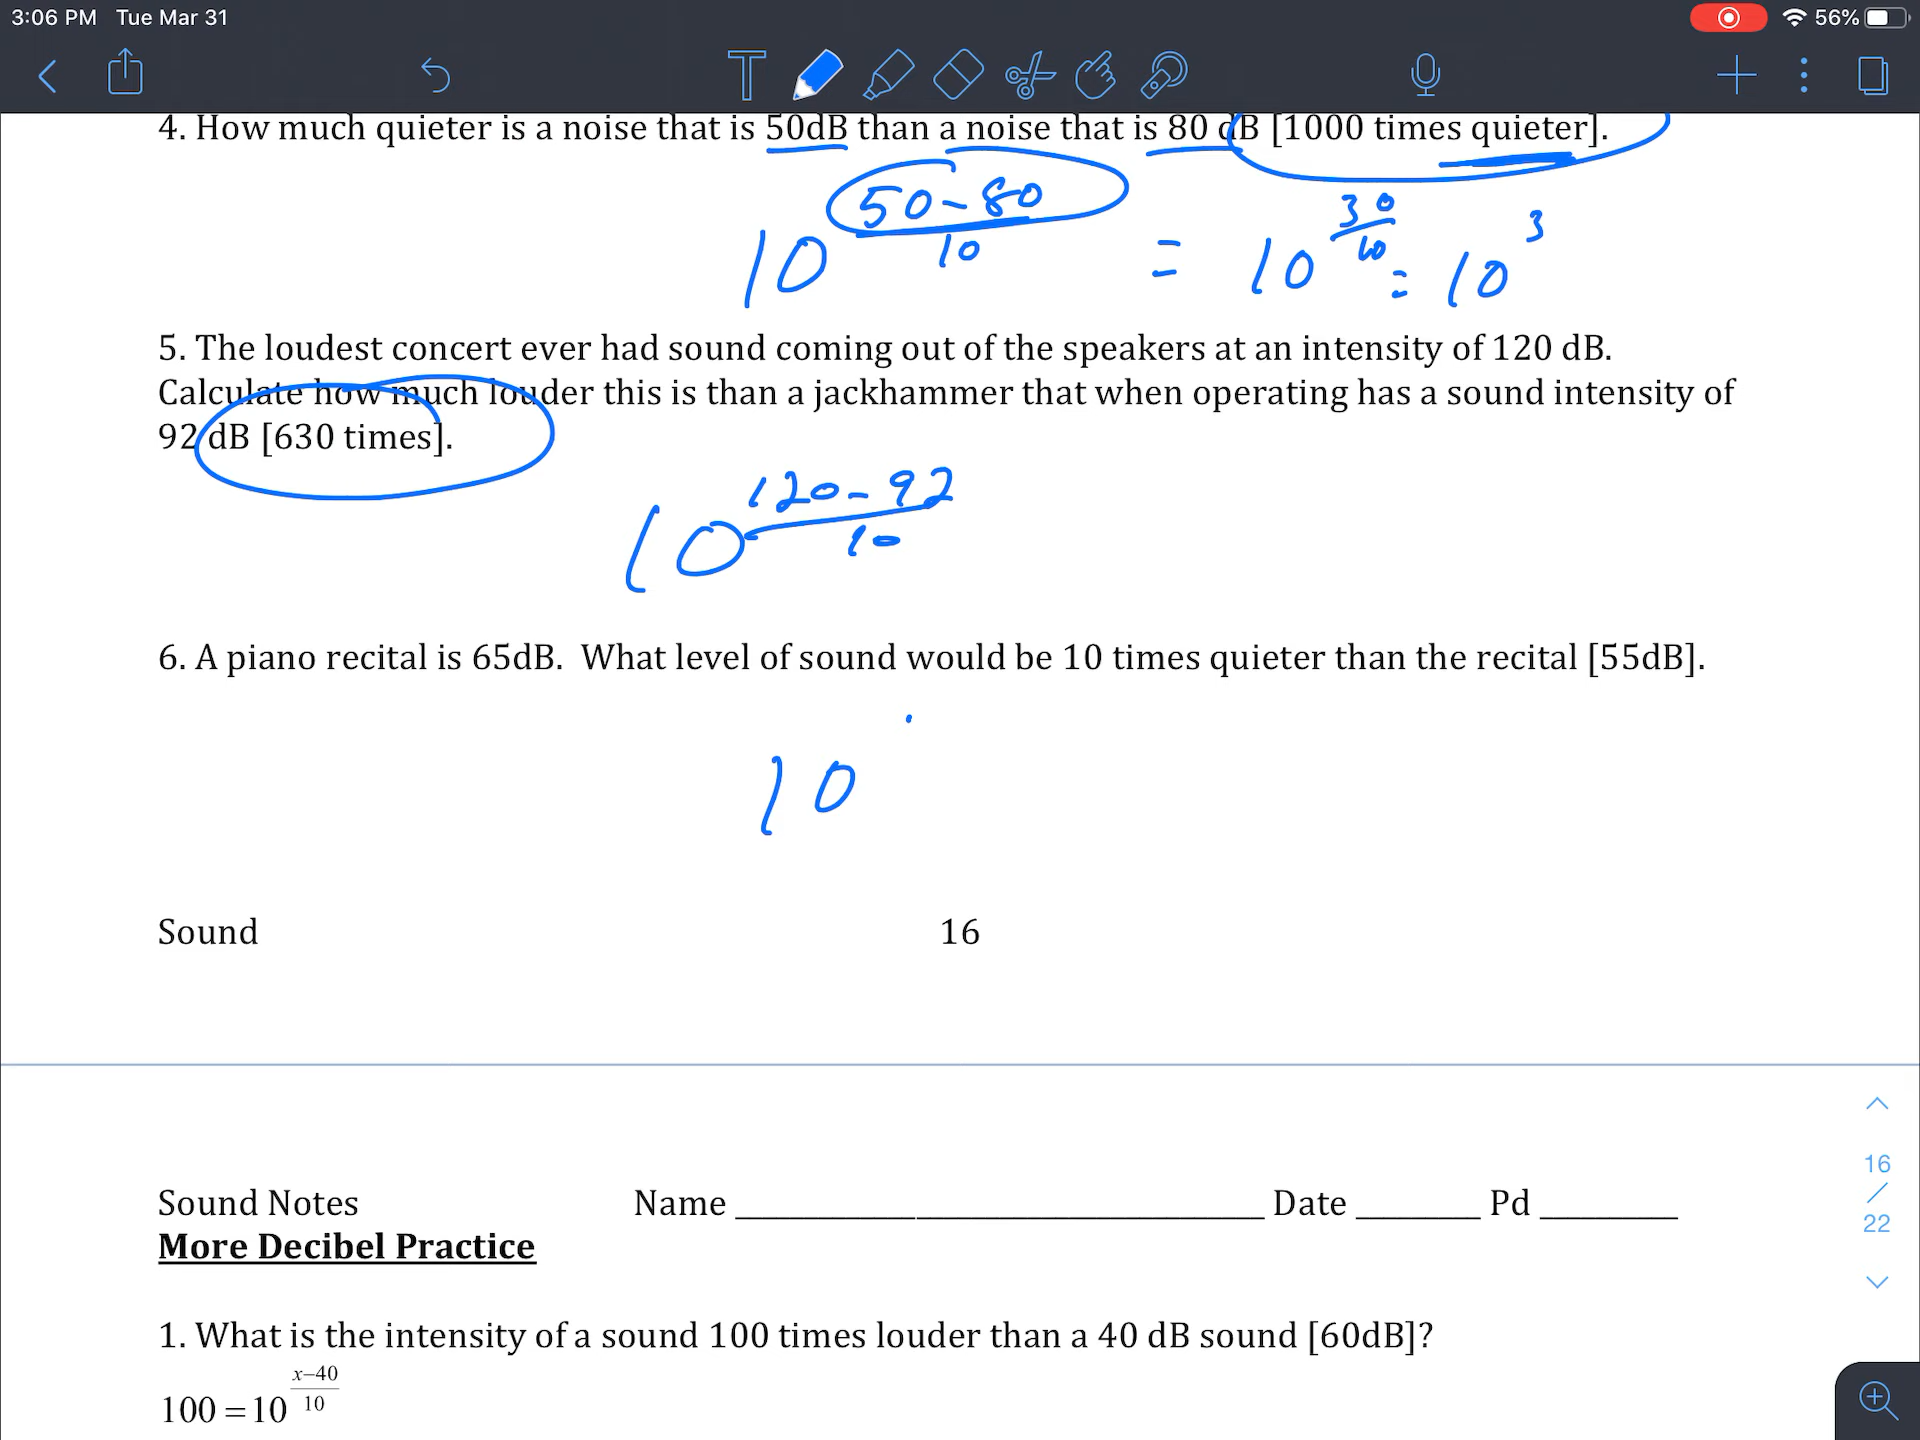 3:06 PM Tue Mar 31
56%
T
4. How much quieter is a noise that is 50dB than a noise that is 80 dB [1000 times quieter].
50-80
10
10
=
30
10
10
=
10
3
5. The loudest concert ever had sound coming out of the speakers at an intensity of 120 dB.
Calculate how much louder this is than a jackhammer that when operating has a sound intensity of
92 dB [630 times].
120-92
10
10
6. A piano recital is 65dB.  What level of sound would be 10 times quieter than the recital [55dB].
10
Sound 16
16
/
22
Sound Notes Name ______________________________ Date ________ Pd _________
More Decibel Practice
1. What is the intensity of a sound 100 times louder than a 40 dB sound [60dB]?
x−40
10
100 = 10